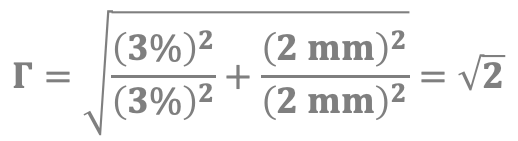 Γ = √((3%)²/(3%)² + (2 mm)²/(2 mm)²) = √2